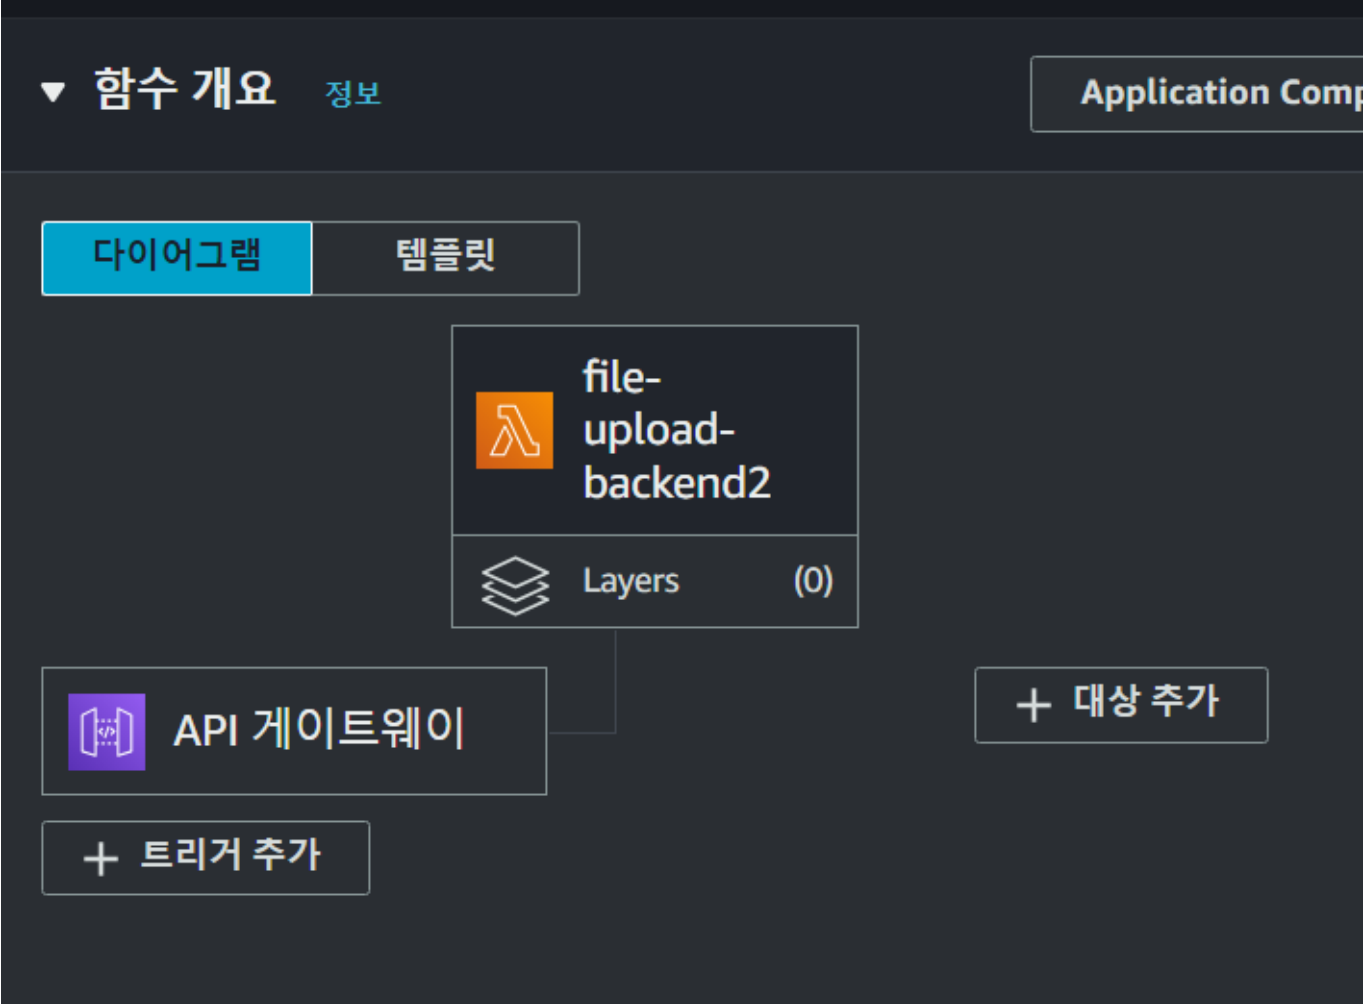 함수 개요 정보
Application Comp
다이어그램 템플릿
file-
upload-
backend2
Layers (0)
API 게이트웨이
대상 추가
트리거 추가